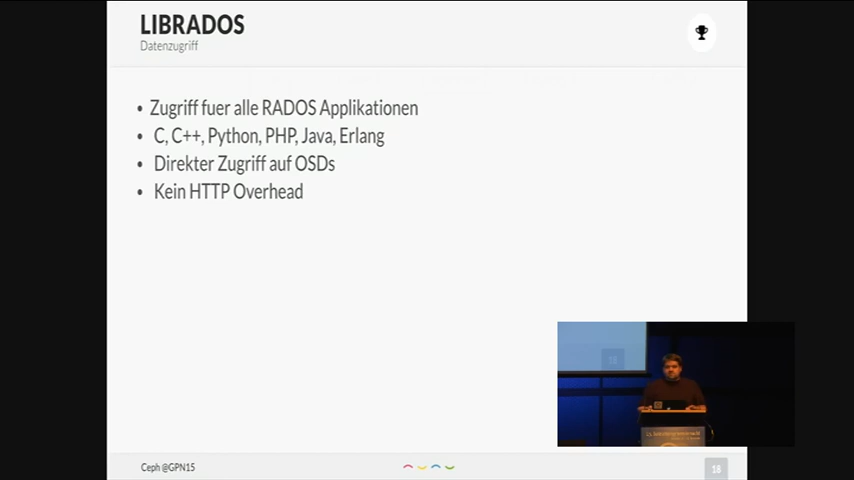 LIBRADOS
Datenzugriff
• Zugriff fuer alle RADOS Applikationen
• C, C++, Python, PHP, Java, Erlang
• Direkter Zugriff auf OSDs
• Kein HTTP Overhead
Ceph @GPN15
18